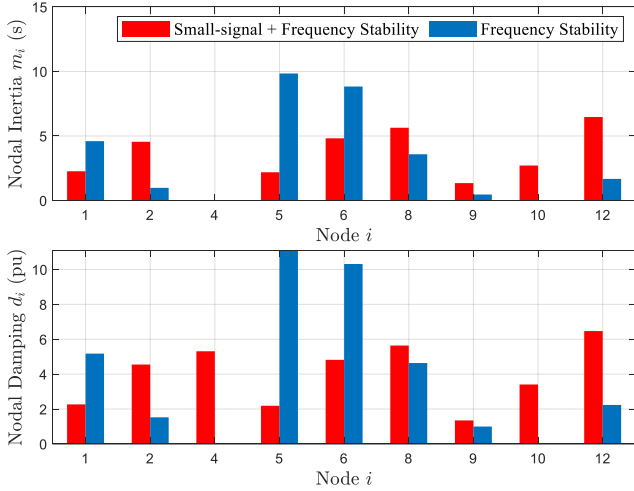 15
10
5
0
Nodal Inertia m_i (s)
Small-signal + Frequency Stability
Frequency Stability
1 2 4 5 6 8 9 10 12
Node i
10
8
6
4
2
0
Nodal Damping d_i (pu)
1 2 4 5 6 8 9 10 12
Node i